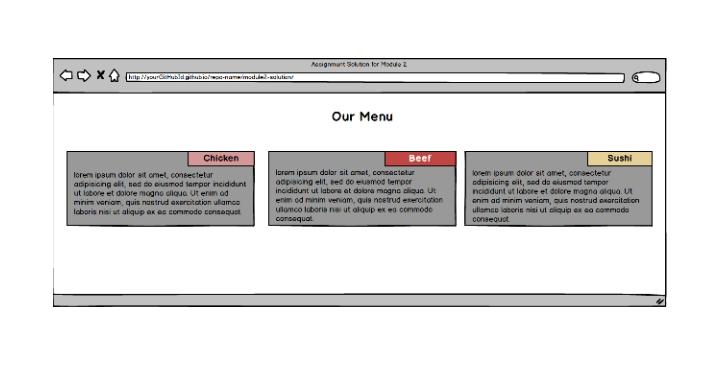 Assignment Solution for Module 2
http://yourGitHubId.github.io/repo-name/module2-solution/
Our Menu
Chicken
lorem ipsum dolor sit amet, consectetur
adipisicing elit, sed do eiusmod tempor incididunt
ut labore et dolore magna aliqua. Ut enim ad
minim veniam, quis nostrud exercitation ullamco
laboris nisi ut aliquip ex ea commodo consequat.
Beef
lorem ipsum dolor sit amet, consectetur
adipisicing elit, sed do eiusmod tempor
incididunt ut labore et dolore magna aliqua. Ut
enim ad minim veniam, quis nostrud exercitation
ullamco laboris nisi ut aliquip ex ea commodo
consequat.
Sushi
lorem ipsum dolor sit amet, consectetur
adipisicing elit, sed do eiusmod tempor
incididunt ut labore et dolore magna aliqua. Ut
enim ad minim veniam, quis nostrud exercitation
ullamco laboris nisi ut aliquip ex ea commodo
consequat.